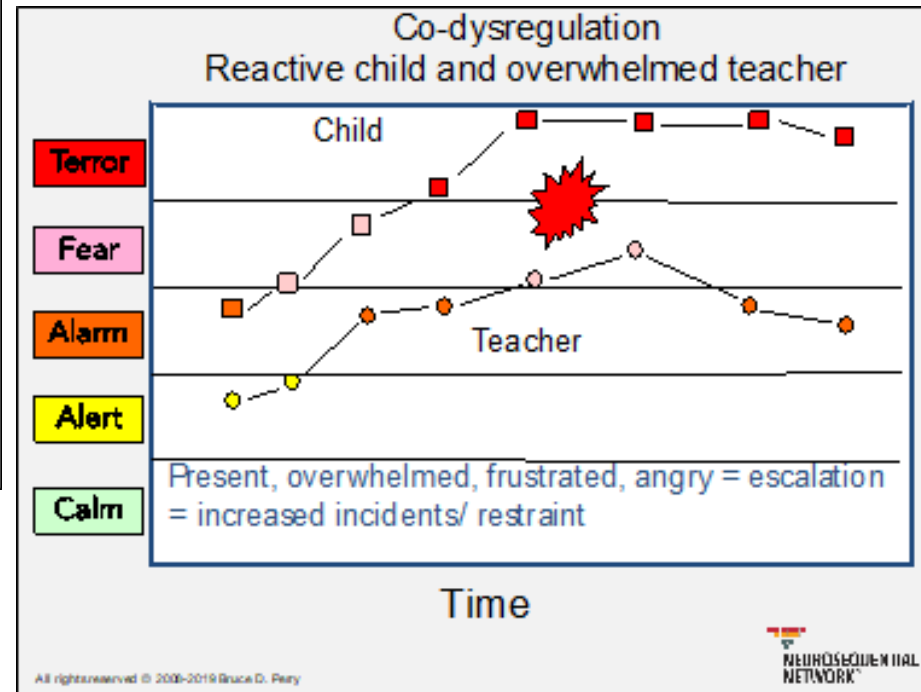 Co-dysregulation
Reactive child and overwhelmed teacher
Child
Terror
Fear
Alarm
Teacher
Alert
Present, overwhelmed, frustrated, angry = escalation
= increased incidents/ restraint
Calm
Time
NEUROSEQUENTIAL
NETWORK
All rights reserved © 2000-2019 Bruce D. Perry